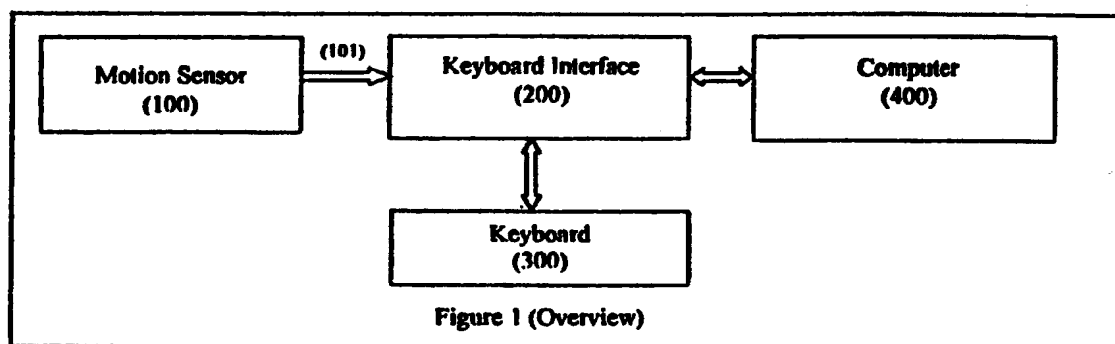 (101)
Motion Sensor
(100)
Keyboard Interface
(200)
Computer
(400)
Keyboard
(300)
Figure 1 (Overview)